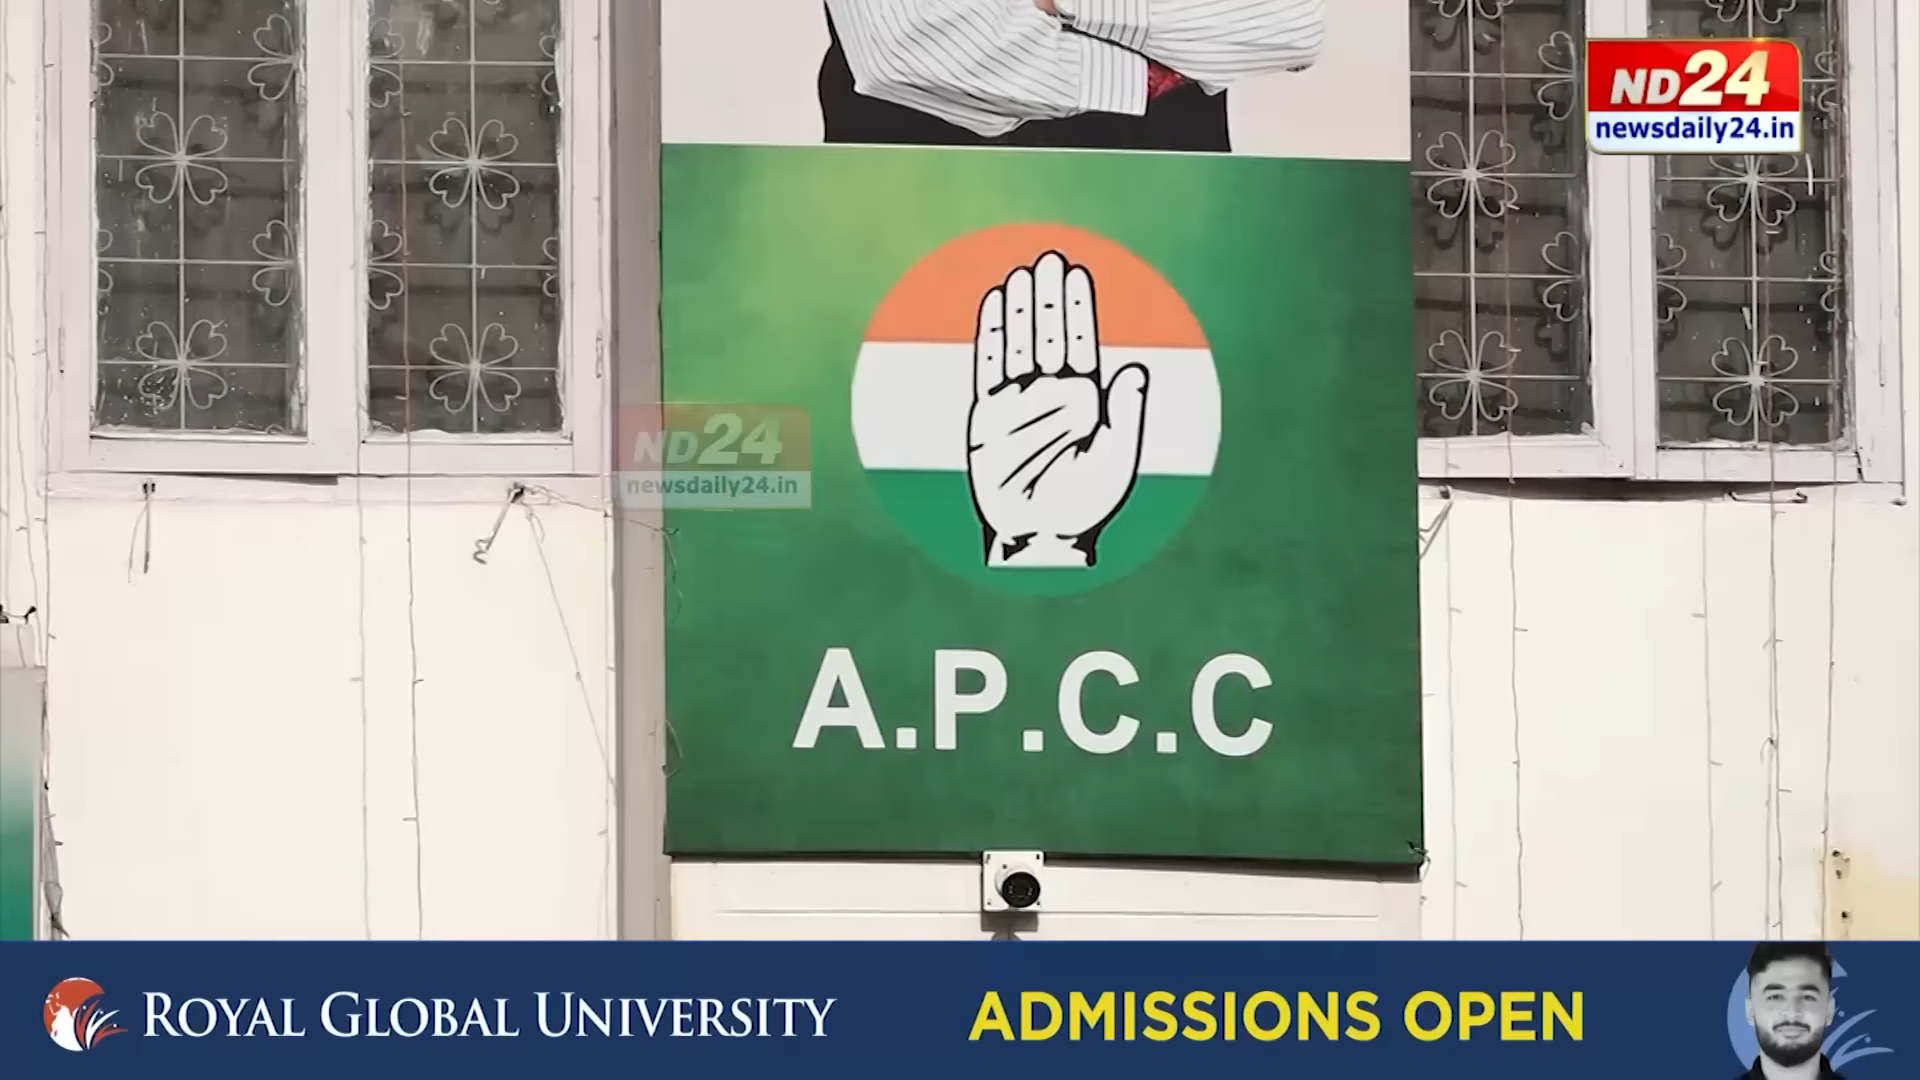 ND24
newsdaily24.in
ND24
newsdaily24.in
A.P.C.C
ROYAL GLOBAL UNIVERSITY
ADMISSIONS OPEN